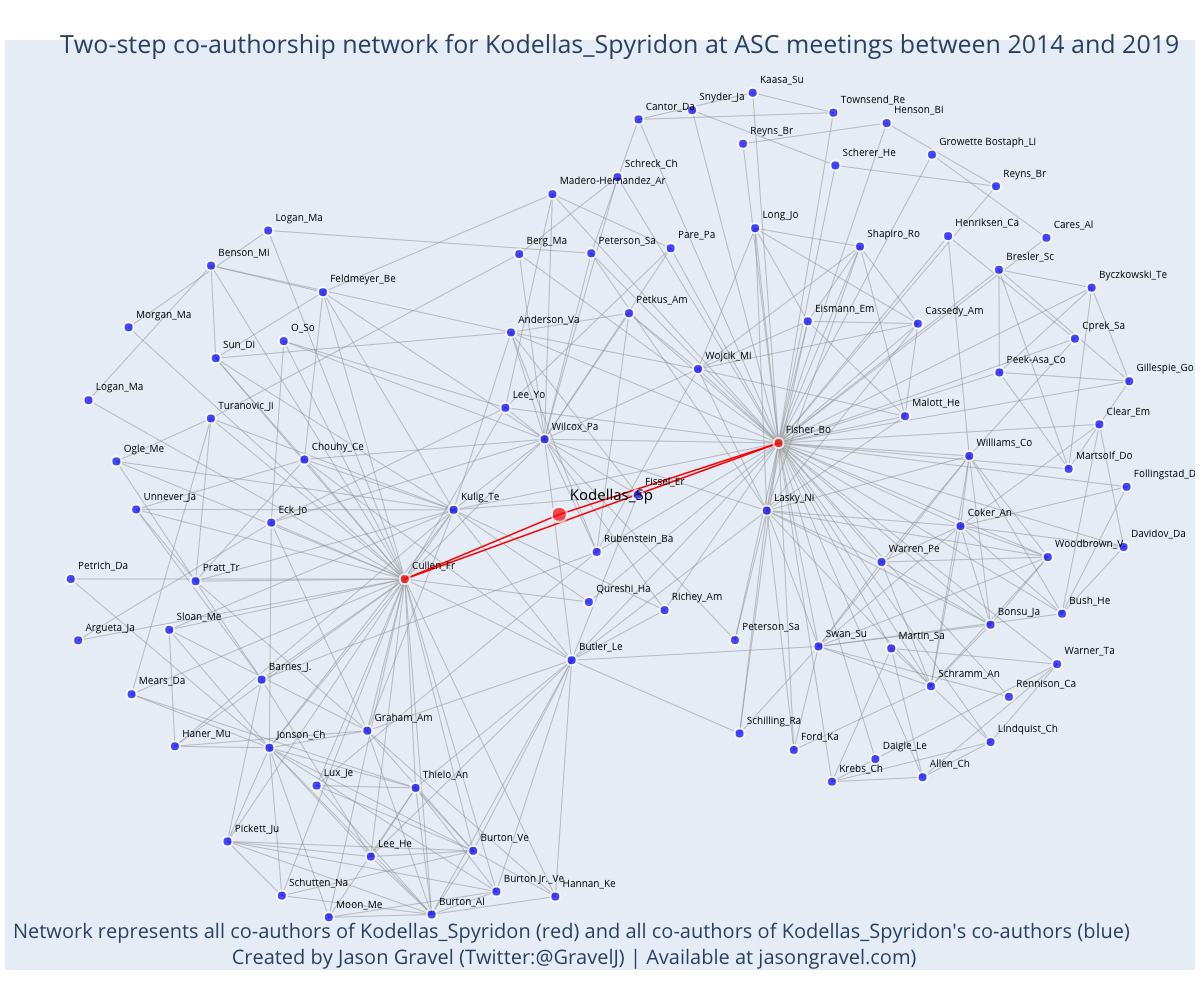 Two-step co-authorship network for Kodellas_Spyridon at ASC meetings between 2014 and 2019
Kaasa_Su
Snyder_Ja
Townsend_Re
Cantor_Da
Henson_Bi
Reyns_Br
Growette Bostaph_Li
Scherer_He
Schreck_Ch
Reyns_Br
Madero-Hernandez_Ar
Logan_Ma
Long_Jo
Henriksen_Ca
Cares_Al
Berg_Ma
Peterson_Sa
Pare_Pa
Shapiro_Ro
Benson_Mi
Bresler_Sc
Feldmeyer_Be
Byczkowski_Te
Petkus_Am
Eismann_Em
Cassedy_Am
Morgan_Ma
Anderson_Va
O_So
Cprek_Sa
Sun_Di
Wojcik_Mi
Peek-Asa_Co
Gillespie_Go
Logan_Ma
Lee_Yo
Malott_He
Turanovic_Ji
Clear_Em
Wilcox_Pa
Fisher_Bo
Chouhy_Ce
Williams_Co
Ogle_Me
Martsolf_Do
Fissel_Er
Follingstad_D
Kodellas_Sp
Unnever_Ja
Kulig_Te
Lasky_Ni
Eck_Jo
Coker_An
Davidov_Da
Rubenstein_Ba
Woodbrown_V
Warren_Pe
Petrich_Da
Pratt_Tr
Cullen_Fr
Qureshi_Ha
Richey_Am
Bush_He
Bonsu_Ja
Sloan_Me
Argueta_Ja
Peterson_Sa
Swan_Su
Martin_Sa
Butler_Le
Warner_Ta
Barnes_J.
Schramm_An
Mears_Da
Rennison_Ca
Graham_Am
Schilling_Ra
Lindquist_Ch
Haner_Mu
Jonson_Ch
Ford_Ka
Daigle_Le
Allen_Ch
Krebs_Ch
Lux_Je
Thielo_An
Pickett_Ju
Lee_He
Burton_Ve
Schutten_Na
Burton Jr._Ve
Hannan_Ke
Moon_Me
Burton_Al
Network represents all co-authors of Kodellas_Spyridon (red) and all co-authors of Kodellas_Spyridon's co-authors (blue)
Created by Jason Gravel (Twitter:@GravelJ) | Available at jasongravel.com)